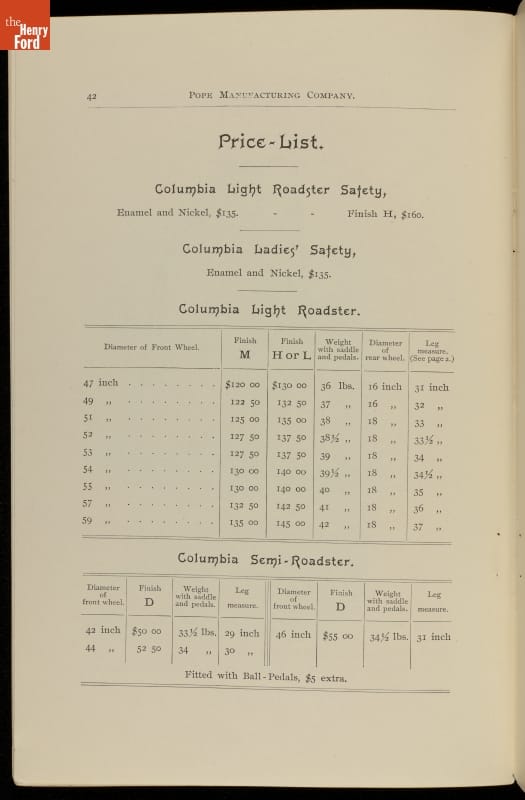 the
Henry
Ford
42 POPE MANUFACTURING COMPANY.
Price-List.
Columbia Light Roadster Safety,
Enamel and Nickel, $135. - - Finish H, $160.
Columbia Ladies' Safety,
Enamel and Nickel, $135.
Columbia Light Roadster.
Diameter of Front Wheel. Finish M Finish H or L Weight with saddle and pedals. Diameter of rear wheel. Leg measure. (See page 2.)
47 inch . . . . . . . . $120 00 $130 00 36 lbs. 16 inch 31 inch
49 „ . . . . . . . . 122 50 132 50 37 „ 16 „ 32 „
51 „ . . . . . . . . 125 00 135 00 38 „ 18 „ 33 „
52 „ . . . . . . . . 127 50 137 50 38½ „ 18 „ 33½ „
53 „ . . . . . . . . 127 50 137 50 39 „ 18 „ 34 „
54 „ . . . . . . . . 130 00 140 00 39½ „ 18 „ 34½ „
55 „ . . . . . . . . 130 00 140 00 40 „ 18 „ 35 „
57 „ . . . . . . . . 132 50 142 50 41 „ 18 „ 36 „
59 „ . . . . . . . . 135 00 145 00 42 „ 18 „ 37 „
Columbia Semi-Roadster.
Diameter of front wheel. Finish D Weight with saddle and pedals. Leg measure. Diameter of front wheel. Finish D Weight with saddle and pedals. Leg measure.
42 inch $50 00 33½ lbs. 29 inch 46 inch $55 00 34½ lbs. 31 inch
44 „ 52 50 34 „ 30 „
Fitted with Ball-Pedals, $5 extra.